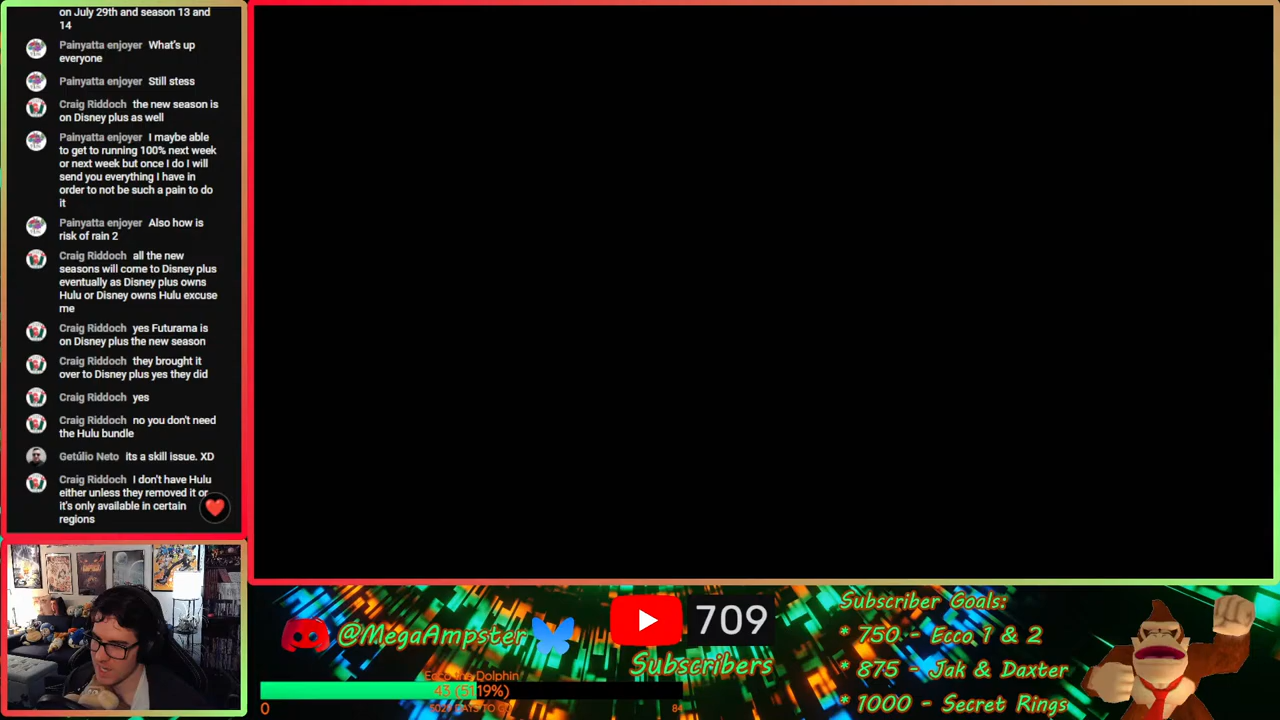 on July 29th and season 13 and
14
Painyatta enjoyer What's up
everyone
Painyatta enjoyer Still stess
Craig Riddoch the new season is
on Disney plus as well
Painyatta enjoyer I maybe able
to get to running 100% next week
or next week but once I do I will
send you everything I have in
order to not be such a pain to do
it
Painyatta enjoyer Also how is
risk of rain 2
Craig Riddoch all the new
seasons will come to Disney plus
eventually as Disney plus owns
Hulu or Disney owns Hulu excuse
me
Craig Riddoch yes Futurama is
on Disney plus the new season
Craig Riddoch they brought it
over to Disney plus yes they did
Craig Riddoch yes
Craig Riddoch no you don't need
the Hulu bundle
Getúlio Neto its a skill issue. XD
Craig Riddoch I don't have Hulu
either unless they removed it or
it's only available in certain
regions
@MegaAmpster
709
Subscribers
Ecco the Dolphin
43 (51.19%)
0
84
Subscriber Goals:
* 750 - Ecco 1 & 2
* 875 - Jak & Daxter
* 1000 - Secret Rings